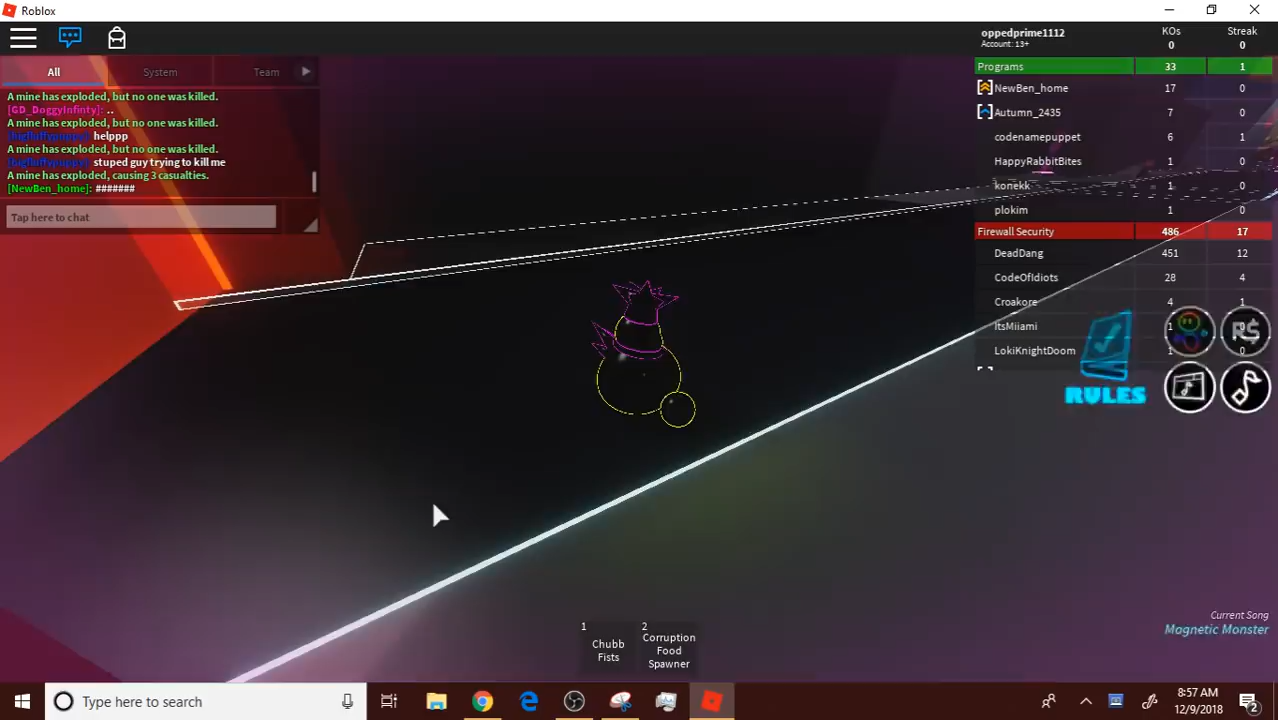 Roblox
oppedprime1112
Account: 13+
KOs
0
Streak
0
All
System
Team
A mine has exploded, but no one was killed.
[GD_DoggyInfinty]: ..
A mine has exploded, but no one was killed.
helppp
A mine has exploded, but no one was killed.
stuped guy trying to kill me
A mine has exploded, causing 3 casualties.
[NewBen_home]: #######
Tap here to chat
Programs 33 1
NewBen_home 17 0
Autumn_2435 7 0
codenamepuppet 6 1
HappyRabbitBites 1 0
konekk 1 0
plokim 1 0
Firewall Security 486 17
DeadDang 451 12
CodeOfIdiots 28 4
Croakore 4 1
ItsMiiami 1
LokiKnightDoom 1
R$
RULES
1
Chubb
Fists
2
Corruption
Food
Spawner
Current Song
Magnetic Monster
Type here to search
8:57 AM
12/9/2018
2